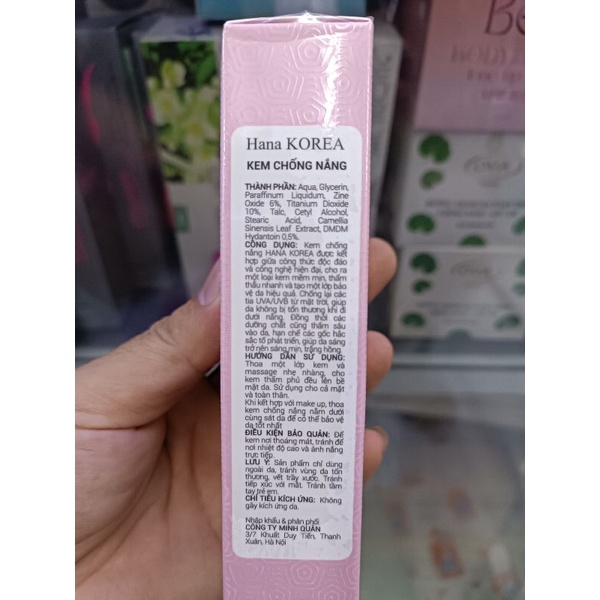 Hana KOREA
KEM CHỐNG NẮNG
THÀNH PHẦN: Aqua, Glycerin,
Paraffinum Liquidum, Zine
Oxide 6%, Titanium Dioxide
10%, Talc, Cetyl Alcohol,
Stearic Acid, Camellia
Sinensis Leaf Extract, DMDM
Hydantoin 0,5%.
CÔNG DỤNG: Kem chống
nắng HANA KOREA được kết
hợp giữa công thức độc đáo
và công nghệ hiện đại, cho ra
một loại kem mềm mịn, thẩm
thấu nhanh và tạo một lớp bảo
vệ da hiệu quả. Chống lại các
tia UVA/UVB từ mặt trời, giúp
da không bị tổn thương khi đi
dưới nắng. Đồng thời các
dưỡng chất cũng thấm sâu
vào da, hạn chế các gốc hắc
sắc tố phát triển, giúp da sáng
trở nên sáng mịn, trắng hồng.
HƯỚNG DẪN SỬ DỤNG:
Thoa một lớp kem và
massage nhẹ nhàng, cho
kem thấm phủ đều lên bề
mặt da. Sử dụng cho cả mặt
và toàn thân.
Khi kết hợp với make up, thoa
kem chống nắng nằm dưới
cùng sát da để có thể bảo vệ
da tốt nhất
ĐIỀU KIỆN BẢO QUẢN: Để
kem nơi thoáng mát, tránh để
nơi nhiệt độ cao và ánh nắng
trực tiếp.
LƯU Ý: Sản phẩm chỉ dùng
ngoài da, tránh vùng da tổn
thương, vết trầy xước. Tránh
tiếp xúc với mắt. Tránh tầm
tay trẻ em.
CHỈ TIÊU KÍCH ỨNG: Không
gây kích ứng da.
Nhập khẩu & phân phối
CÔNG TY MINH QUÂN
3/7 Khuất Duy Tiến, Thanh
Xuân, Hà Nội